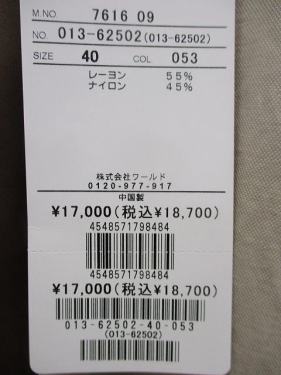 M.NO 7616 09
NO. 013-62502(013-62502)
SIZE 40 COL 053
レーヨン 55%
ナイロン 45%
株式会社ワールド
0120-977-917
中国製
¥17,000(税込¥18,700)
4548571798484
4548571798484
¥17,000(税込¥18,700)
013-62502-40-053
(013-62502)